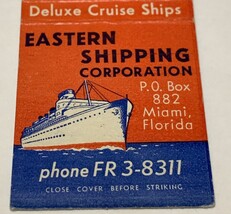 Deluxe Cruise Ships
EASTERN
SHIPPING
CORPORATION
P.O. Box
882
Miami,
Florida
phone FR 3-8311
CLOSE COVER BEFORE STRIKING